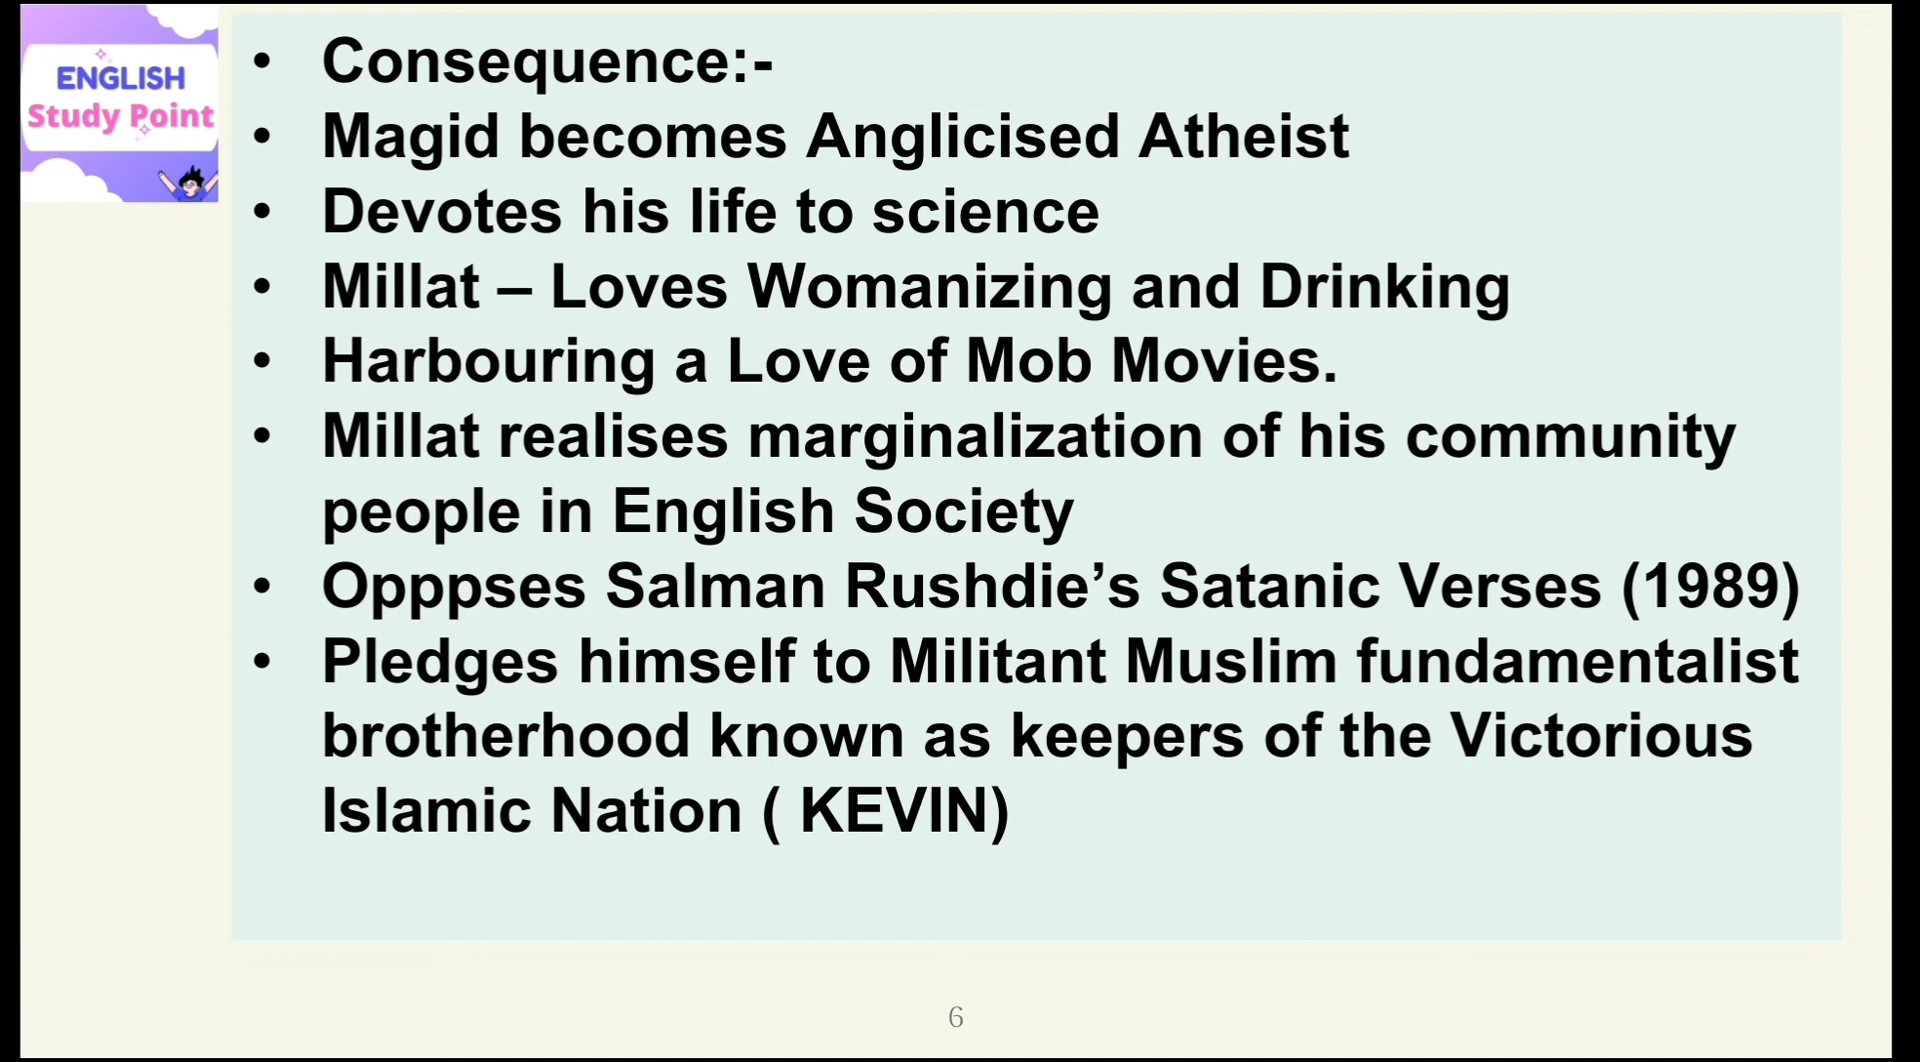 ENGLISH
Study Point
• Consequence:-
• Magid becomes Anglicised Atheist
• Devotes his life to science
• Millat – Loves Womanizing and Drinking
• Harbouring a Love of Mob Movies.
• Millat realises marginalization of his community
people in English Society
• Opppses Salman Rushdie’s Satanic Verses (1989)
• Pledges himself to Militant Muslim fundamentalist
brotherhood known as keepers of the Victorious
Islamic Nation ( KEVIN)
6